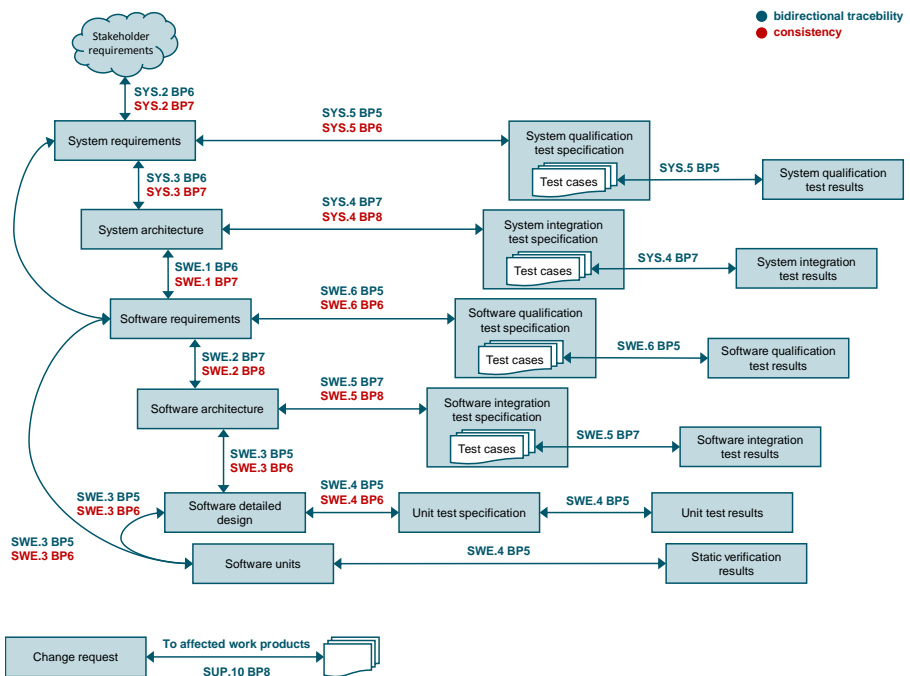 bidirectional tracebility
consistency
Stakeholder
requirements
SYS.2 BP6
SYS.2 BP7
System requirements
SYS.5 BP5
SYS.5 BP6
System qualification
test specification
Test cases
SYS.5 BP5
System qualification
test results
SYS.3 BP6
SYS.3 BP7
System architecture
SYS.4 BP7
SYS.4 BP8
System integration
test specification
Test cases
SYS.4 BP7
System integration
test results
SWE.1 BP6
SWE.1 BP7
Software requirements
SWE.6 BP5
SWE.6 BP6
Software qualification
test specification
Test cases
SWE.6 BP5
Software qualification
test results
SWE.2 BP7
SWE.2 BP8
Software architecture
SWE.5 BP7
SWE.5 BP8
Software integration
test specification
Test cases
SWE.5 BP7
Software integration
test results
SWE.3 BP5
SWE.3 BP6
SWE.3 BP5
SWE.3 BP6
Software detailed
design
SWE.4 BP5
SWE.4 BP6
Unit test specification
SWE.4 BP5
Unit test results
SWE.3 BP5
SWE.3 BP6
Software units
SWE.4 BP5
Static verification
results
Change request
To affected work products
SUP.10 BP8